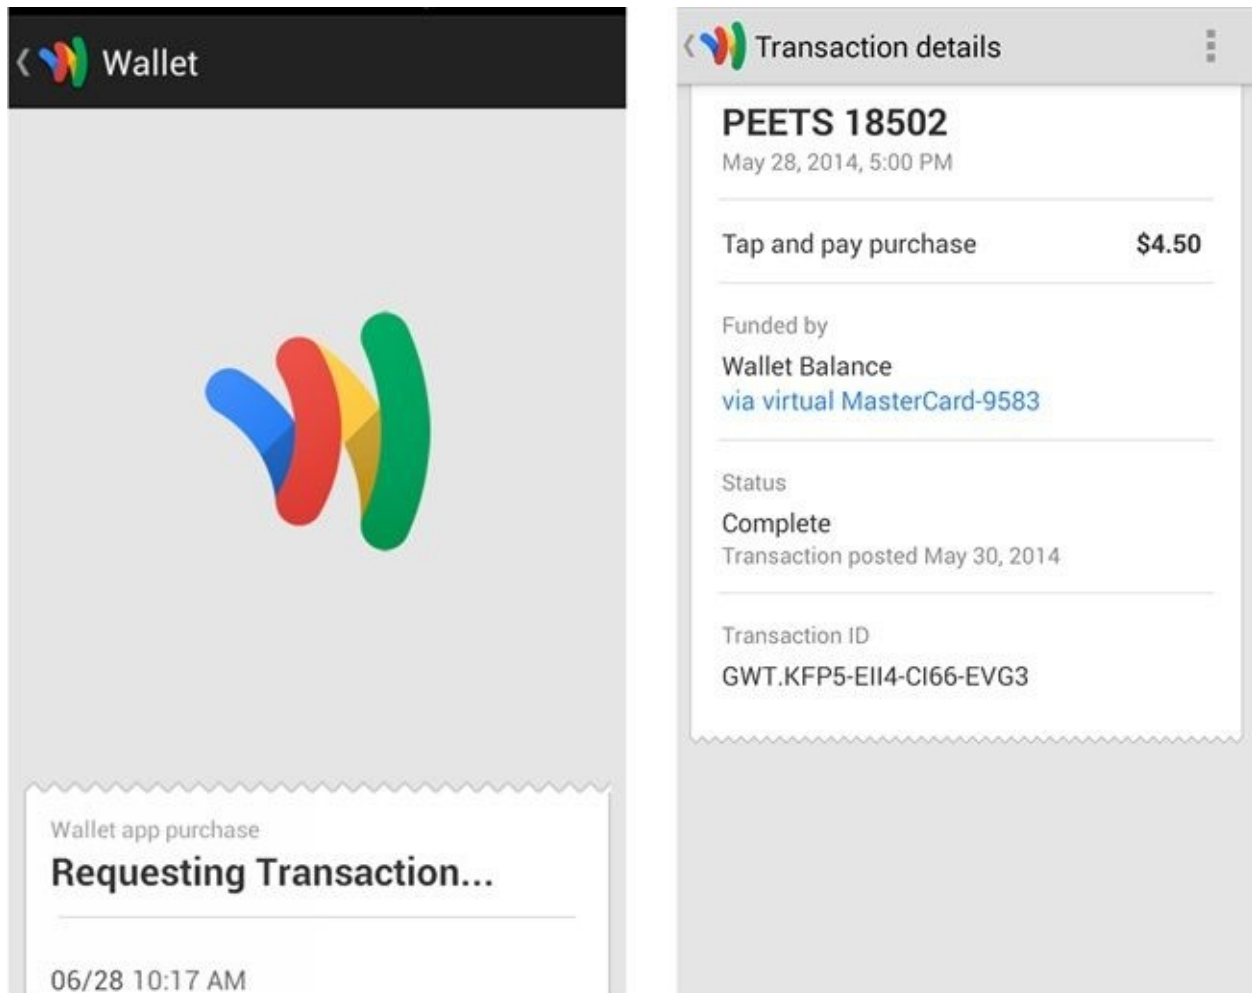 Wallet
Wallet app purchase
Requesting Transaction...
06/28 10:17 AM
Transaction details
PEETS 18502
May 28, 2014, 5:00 PM
Tap and pay purchase $4.50
Funded by
Wallet Balance
via virtual MasterCard-9583
Status
Complete
Transaction posted May 30, 2014
Transaction ID
GWT.KFP5-EII4-CI66-EVG3